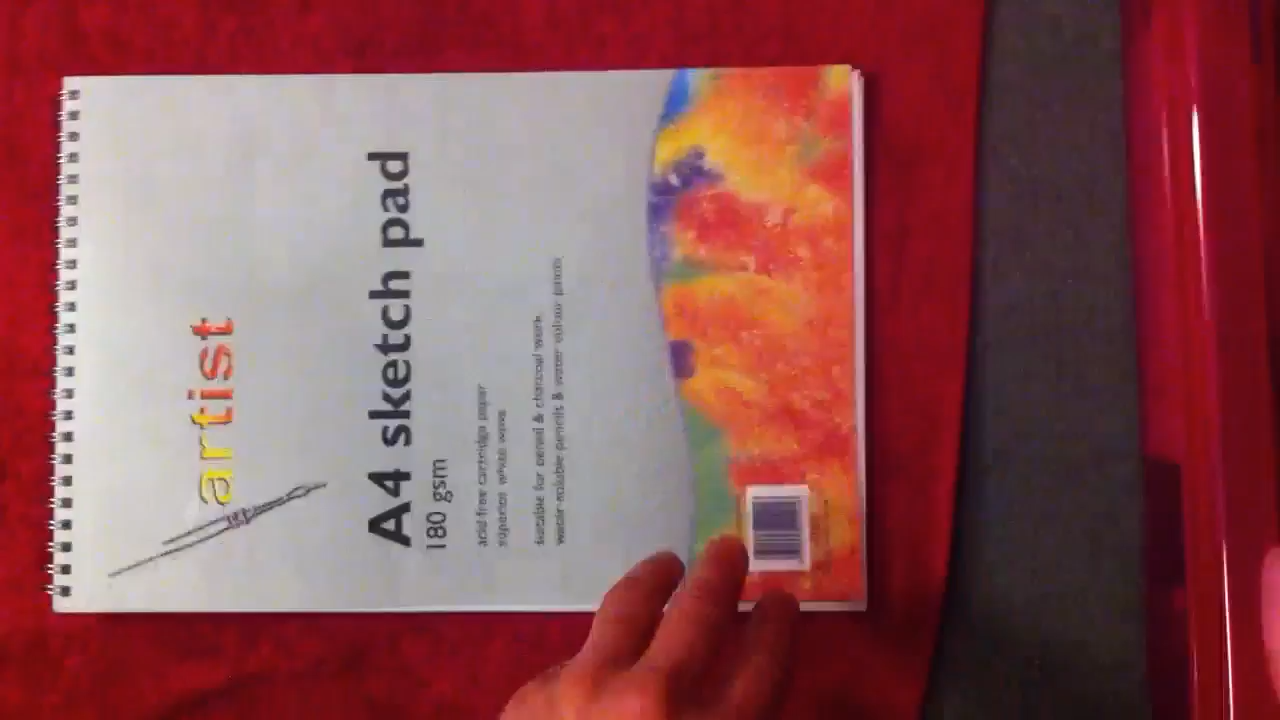 artist
A4 sketch pad
180 gsm
acid free cartridge paper
superior white
suitable for pencil & charcoal work
water-soluble pencils & water colour paints